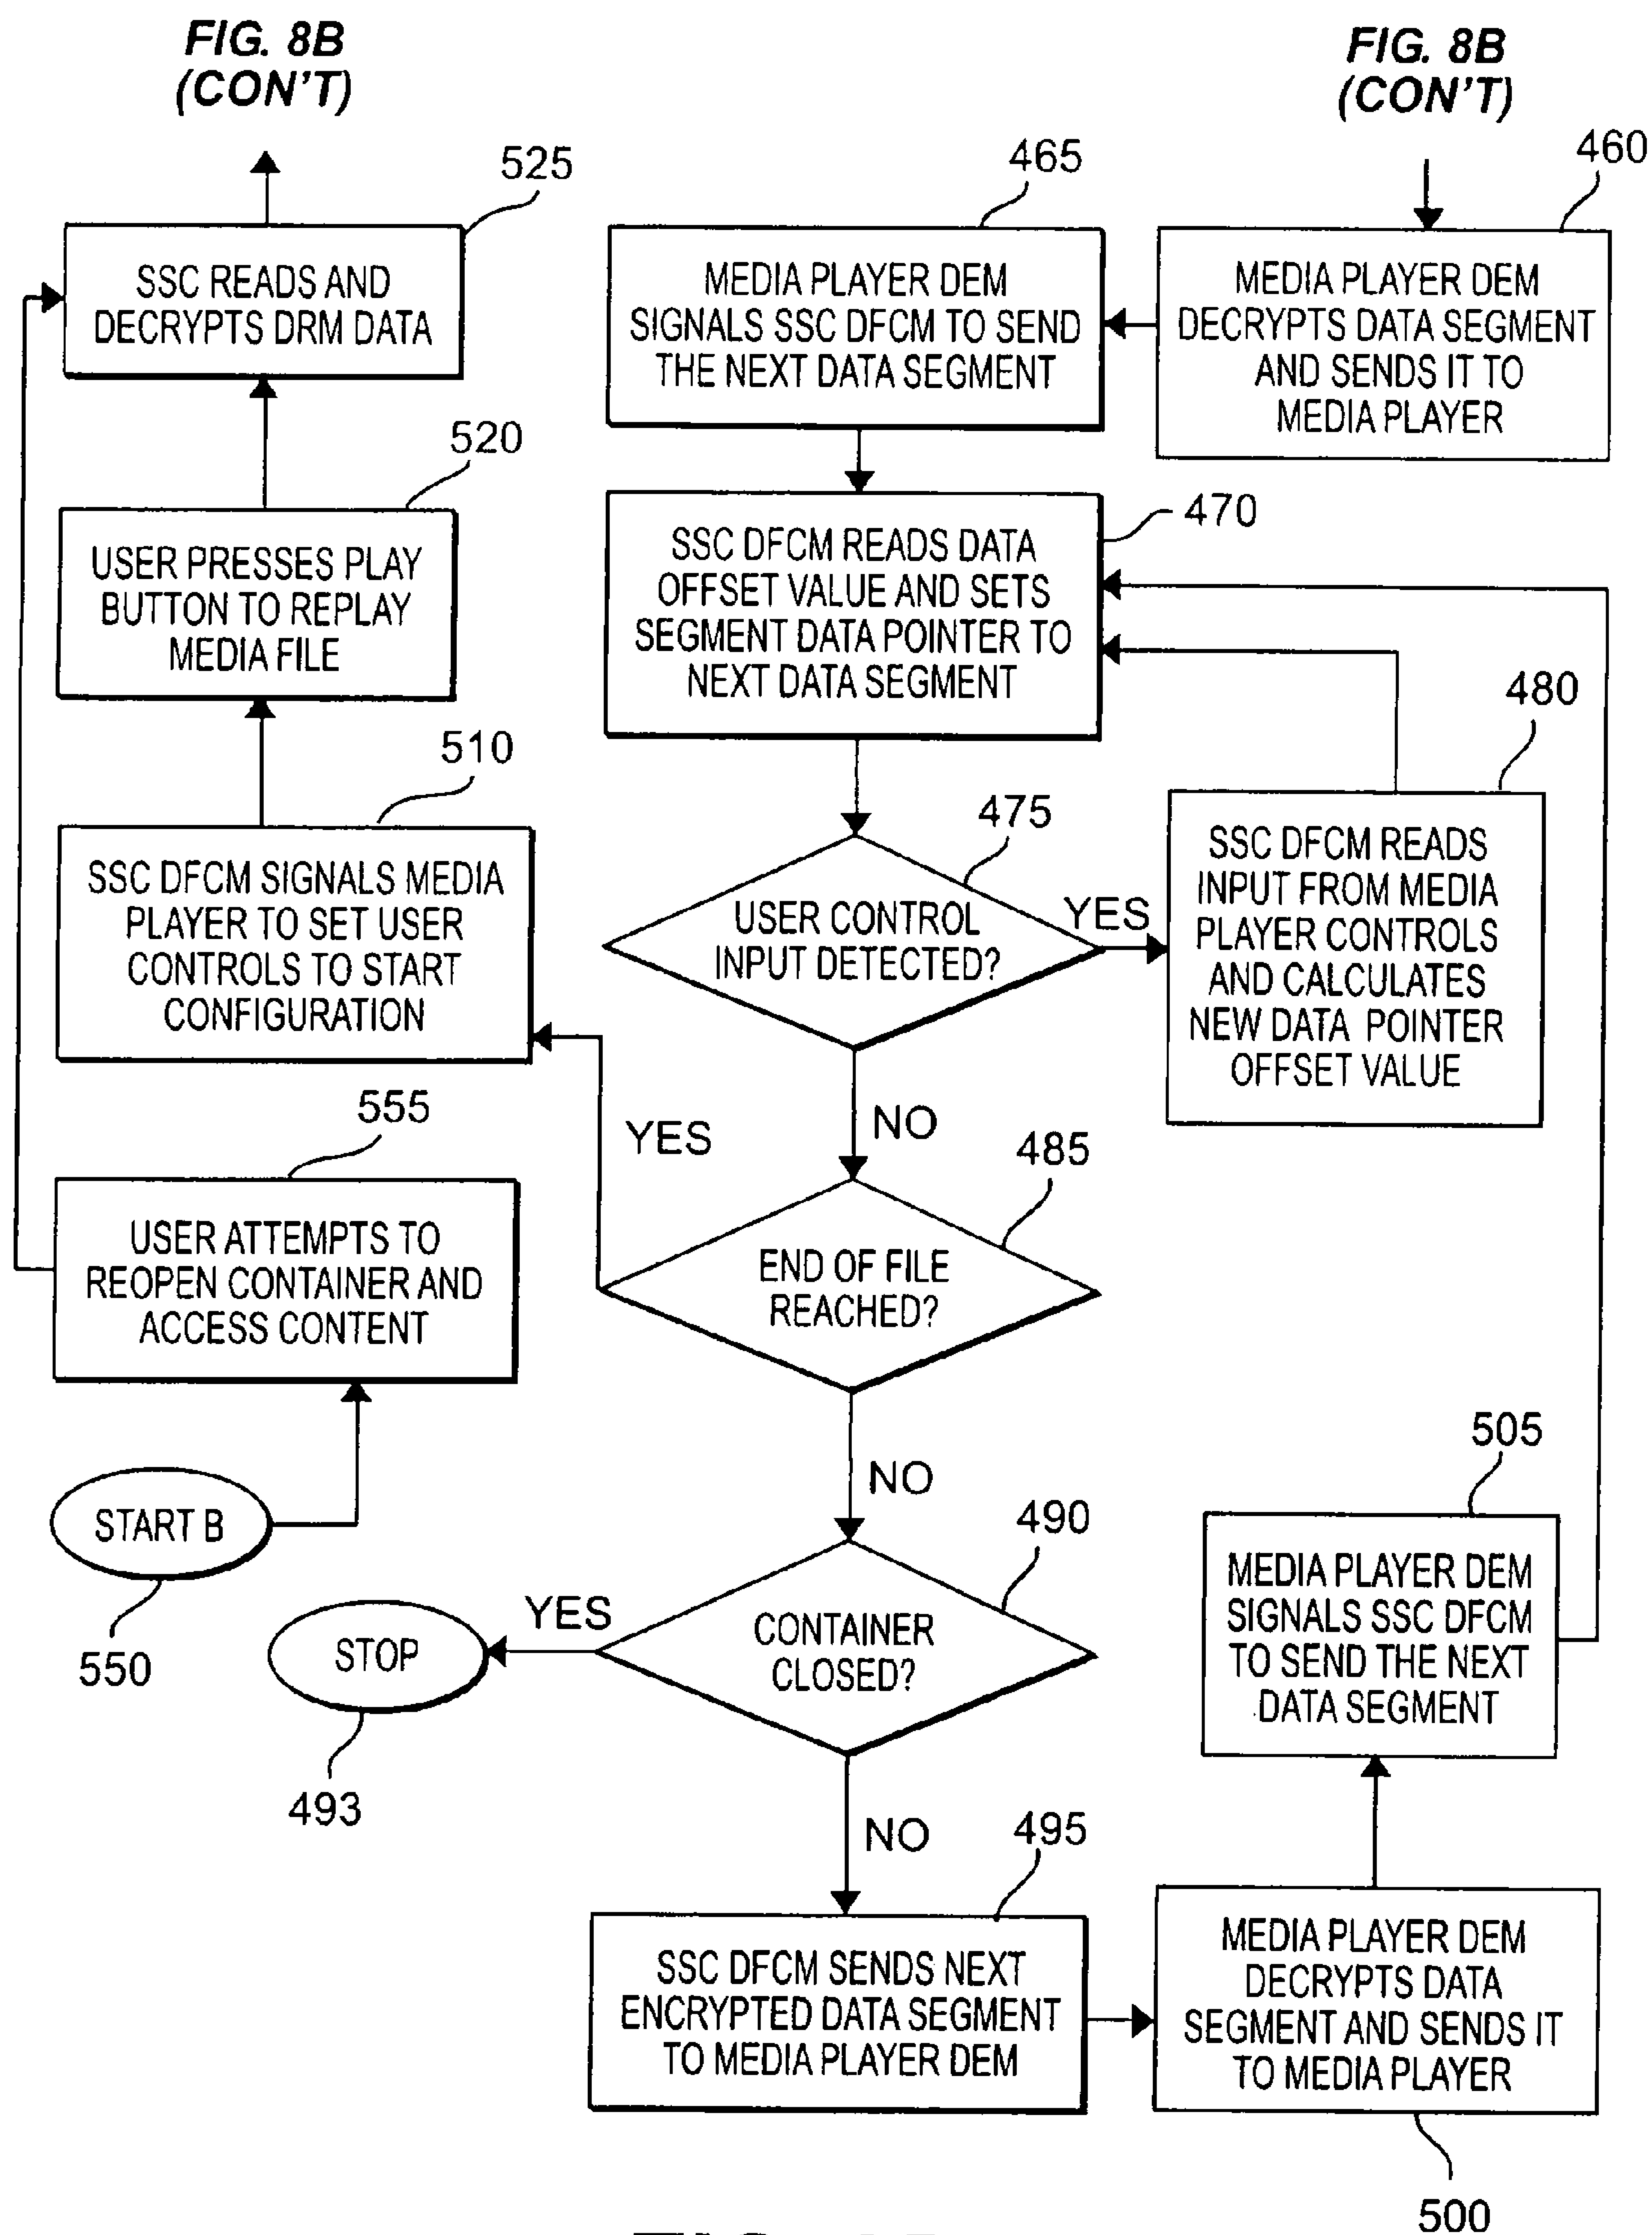 FIG. 8B
(CON'T)
FIG. 8B
(CON'T)
525
SSC READS AND
DECRYPTS DRM DATA
465
MEDIA PLAYER DEM
SIGNALS SSC DFCM TO SEND
THE NEXT DATA SEGMENT
460
MEDIA PLAYER DEM
DECRYPTS DATA SEGMENT
AND SENDS IT TO
MEDIA PLAYER
520
USER PRESSES PLAY
BUTTON TO REPLAY
MEDIA FILE
470
SSC DFCM READS DATA
OFFSET VALUE AND SETS
SEGMENT DATA POINTER TO
NEXT DATA SEGMENT
510
SSC DFCM SIGNALS MEDIA
PLAYER TO SET USER
CONTROLS TO START
CONFIGURATION
475
USER CONTROL
INPUT DETECTED?
YES
NO
480
SSC DFCM READS
INPUT FROM MEDIA
PLAYER CONTROLS
AND CALCULATES
NEW DATA POINTER
OFFSET VALUE
555
USER ATTEMPTS TO
REOPEN CONTAINER AND
ACCESS CONTENT
YES
485
END OF FILE
REACHED?
NO
START B
550
STOP
493
YES
490
CONTAINER
CLOSED?
NO
505
MEDIA PLAYER DEM
SIGNALS SSC DFCM
TO SEND THE NEXT
DATA SEGMENT
495
SSC DFCM SENDS NEXT
ENCRYPTED DATA SEGMENT
TO MEDIA PLAYER DEM
MEDIA PLAYER DEM
DECRYPTS DATA
SEGMENT AND SENDS IT
TO MEDIA PLAYER
500